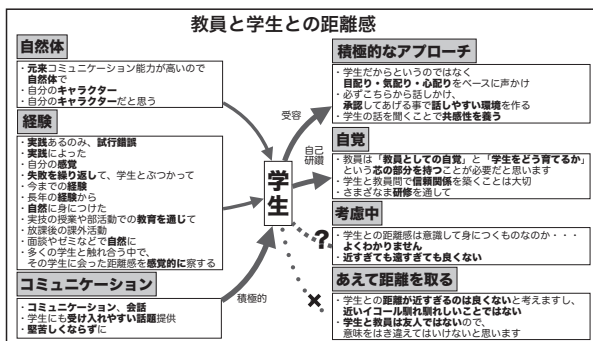 教員と学生との距離感
自然体
・元来コミュニケーション能力が高いので
自然体で
・自分のキャラクター
・自分のキャラクターだと思う
経験
・実践あるのみ、試行錯誤
・実践によった
・自分の感覚
・失敗を繰り返して、学生とぶつかって
・今までの経験
・長年の経験から
・自然に身につけた
・実技の授業や部活動での教育を通じて
・放課後の課外活動
・面談やゼミなどで自然に
・多くの学生と触れ合う中で、
その学生に会った距離感を感覚的に察する
コミュニケーション
・コミュニケーション、会話
・学生にも受け入れやすい話題提供
・堅苦しくならずに
学生
受容
自己
研鑽
?
×
積極的
積極的なアプローチ
・学生だからというのではなく
目配り・気配り・心配りをベースに声かけ
・必ずこちらから話しかけ、
承認してあげる事で話しやすい環境を作る
・学生の話を聞くことで共感性を養う
自覚
・教員は「教員としての自覚」と「学生をどう育てるか」
という芯の部分を持つことが必要だと思います
・学生と教員間で信頼関係を築くことは大切
・さまざまな研修を通して
考慮中
・学生との距離感は意識して身につくものなのか・・・
よくわかりません
・近すぎても遠すぎても良くない
あえて距離を取る
・学生との距離が近すぎるのは良くないと考えますし、
近いイコール馴れ馴れしいことではない
・学生と教員は友人ではないので、
意味をはき違えてはいけないと思います